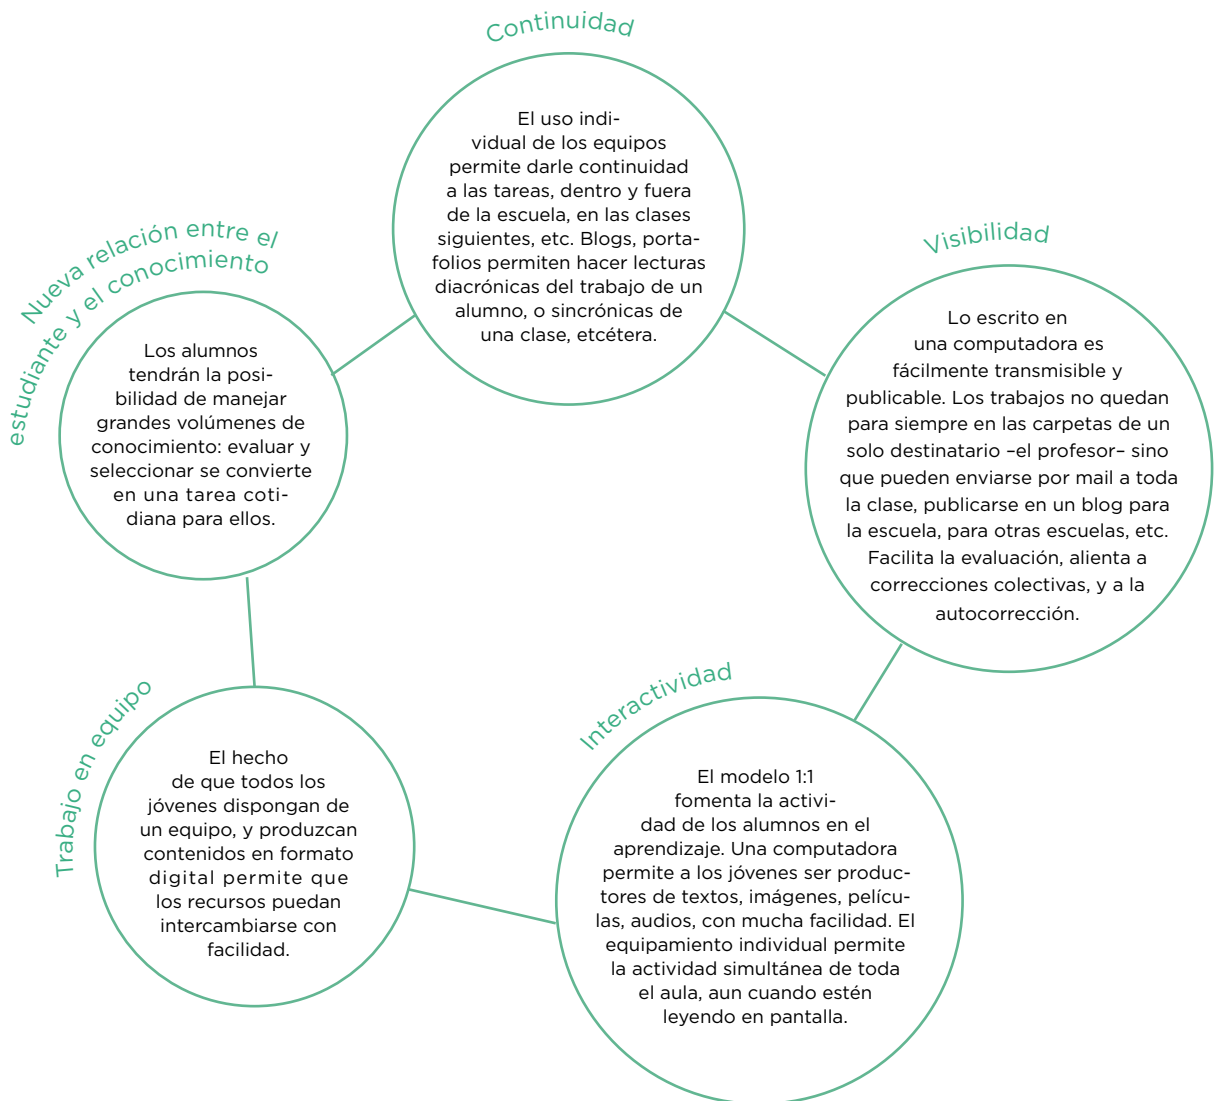 Continuidad
El uso indi-
vidual de los equipos
permite darle continuidad
a las tareas, dentro y fuera
de la escuela, en las clases
siguientes, etc. Blogs, porta-
folios permiten hacer lecturas
diacrónicas del trabajo de un
alumno, o sincrónicas de
una clase, etcétera.
Visibilidad
Lo escrito en
una computadora es
fácilmente transmisible y
publicable. Los trabajos no quedan
para siempre en las carpetas de un
solo destinatario –el profesor– sino
que pueden enviarse por mail a toda
la clase, publicarse en un blog para
la escuela, para otras escuelas, etc.
Facilita la evaluación, alienta a
correcciones colectivas, y a la
autocorrección.
Nueva relación entre el
estudiante y el conocimiento
Los alumnos
tendrán la posi-
bilidad de manejar
grandes volúmenes de
conocimiento: evaluar y
seleccionar se convierte
en una tarea coti-
diana para ellos.
Trabajo en equipo
El hecho
de que todos los
jóvenes dispongan de
un equipo, y produzcan
contenidos en formato
digital permite que
los recursos puedan
intercambiarse con
facilidad.
Interactividad
El modelo 1:1
fomenta la activi-
dad de los alumnos en el
aprendizaje. Una computadora
permite a los jóvenes ser produc-
tores de textos, imágenes, pelícu-
las, audios, con mucha facilidad. El
equipamiento individual permite
la actividad simultánea de toda
el aula, aun cuando estén
leyendo en pantalla.